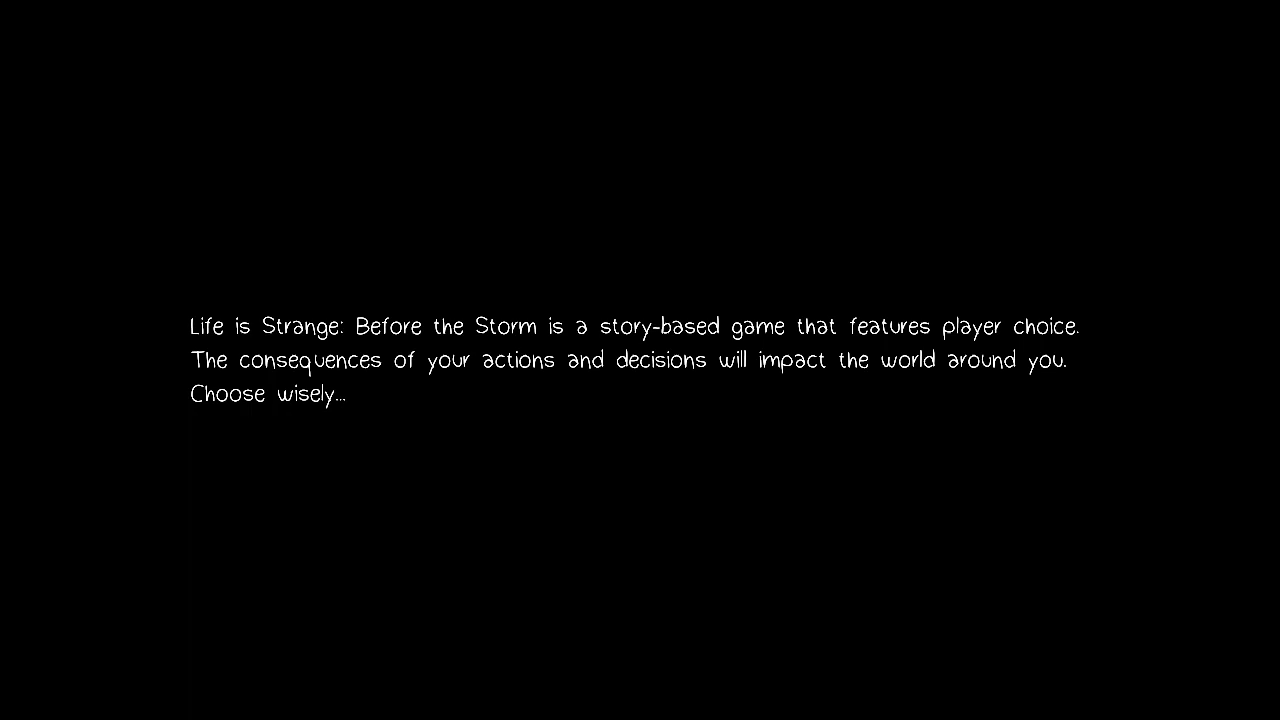 Life is Strange: Before the Storm is a story-based game that features player choice.
The consequences of your actions and decisions will impact the world around you.
Choose wisely...